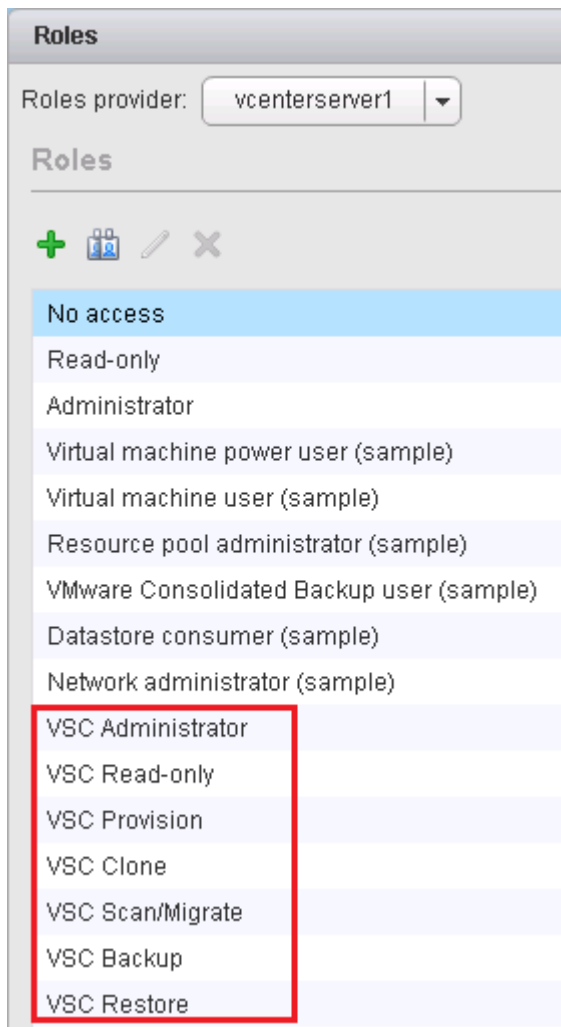 Roles
Roles provider: vcenterserver1
Roles
No access
Read-only
Administrator
Virtual machine power user (sample)
Virtual machine user (sample)
Resource pool administrator (sample)
VMware Consolidated Backup user (sample)
Datastore consumer (sample)
Network administrator (sample)
VSC Administrator
VSC Read-only
VSC Provision
VSC Clone
VSC Scan/Migrate
VSC Backup
VSC Restore